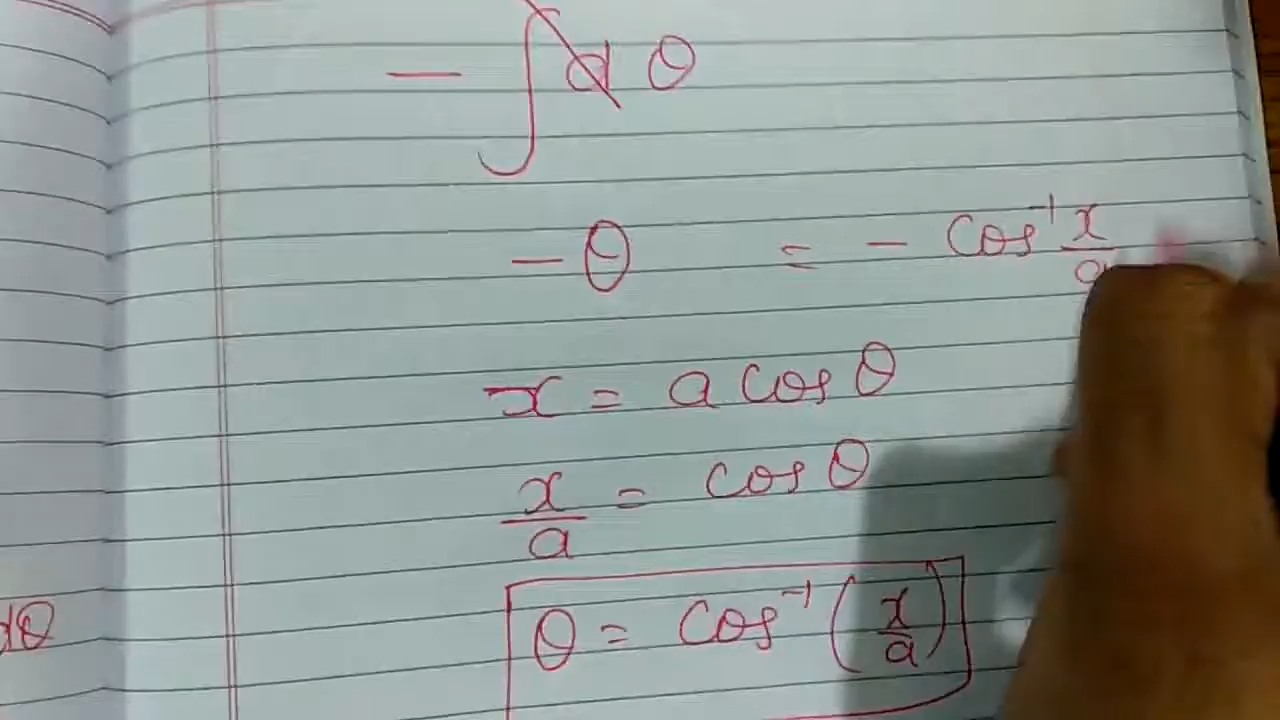 − ∫ d θ
− θ = − cos⁻¹ x/a
x = a cos θ
x/a = cos θ
θ = cos⁻¹ (x/a)
dθ